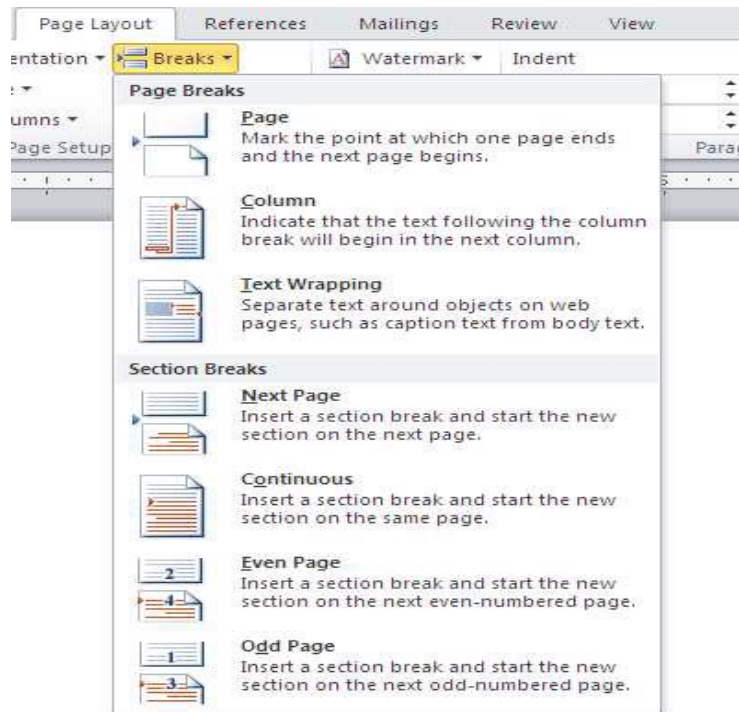 Page Layout References Mailings Review View
entation Breaks Watermark Indent
Page Breaks
umns
Page Setup
Para
Page
Mark the point at which one page ends
and the next page begins.
Column
Indicate that the text following the column
break will begin in the next column.
Text Wrapping
Separate text around objects on web
pages, such as caption text from body text.
Section Breaks
Next Page
Insert a section break and start the new
section on the next page.
Continuous
Insert a section break and start the new
section on the same page.
2
4
Even Page
Insert a section break and start the new
section on the next even-numbered page.
1
3
Odd Page
Insert a section break and start the new
section on the next odd-numbered page.